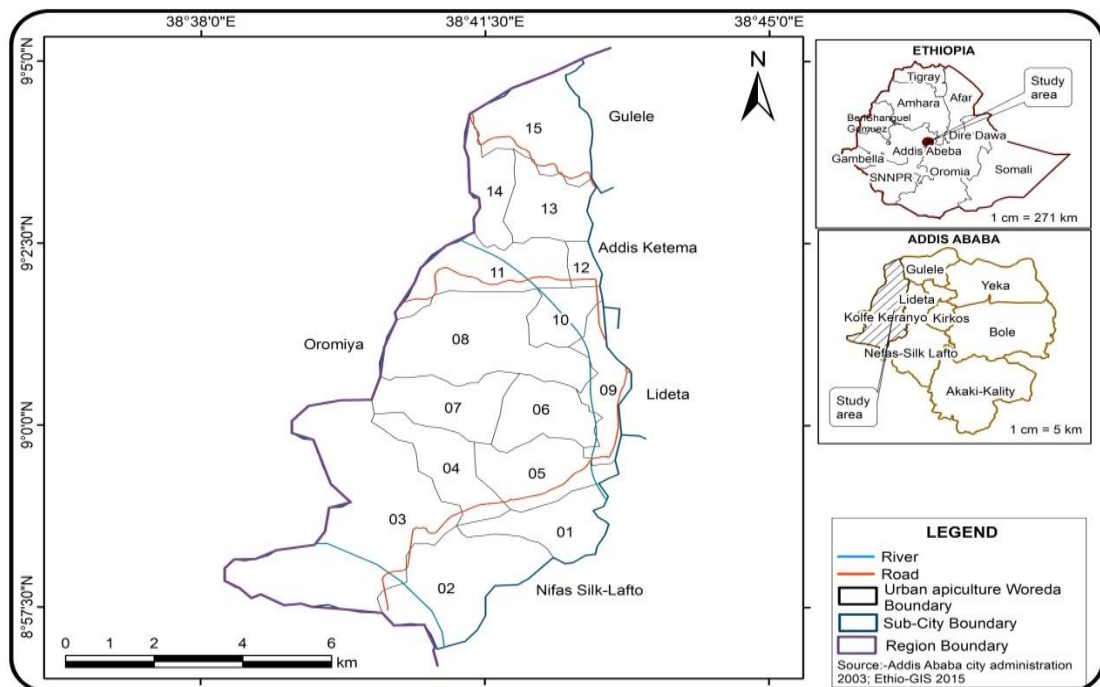 38°38'0"E
38°41'30"E
38°45'0"E
9°5'0"N
9°2'30"N
9°0'0"N
8°57'30"N
N
15
Gulele
14
13
Addis Ketema
12
11
10
Oromiya
08
09
Lideta
07
06
04
05
03
01
02
Nifas Silk-Lafto
0 1 2 4 6
km
ETHIOPIA
Study
area
Tigray
Afar
Amhara
Gumuez
Dire Dawa
Addis Abeba
Gambella
SNNPR
Oromia
Somali
1 cm = 271 km
ADDIS ABABA
Gulele
Yeka
Lideta
Kolfe Keranyo
Kirkos
Bole
Nefas-Silk Lafto
Akaki-Kality
Study
area
1 cm = 5 km
LEGEND
River
Road
Urban apiculture Woreda
Boundary
Sub-City Boundary
Region Boundary
Source:-Addis Ababa city administration
2003; Ethio-GIS 2015